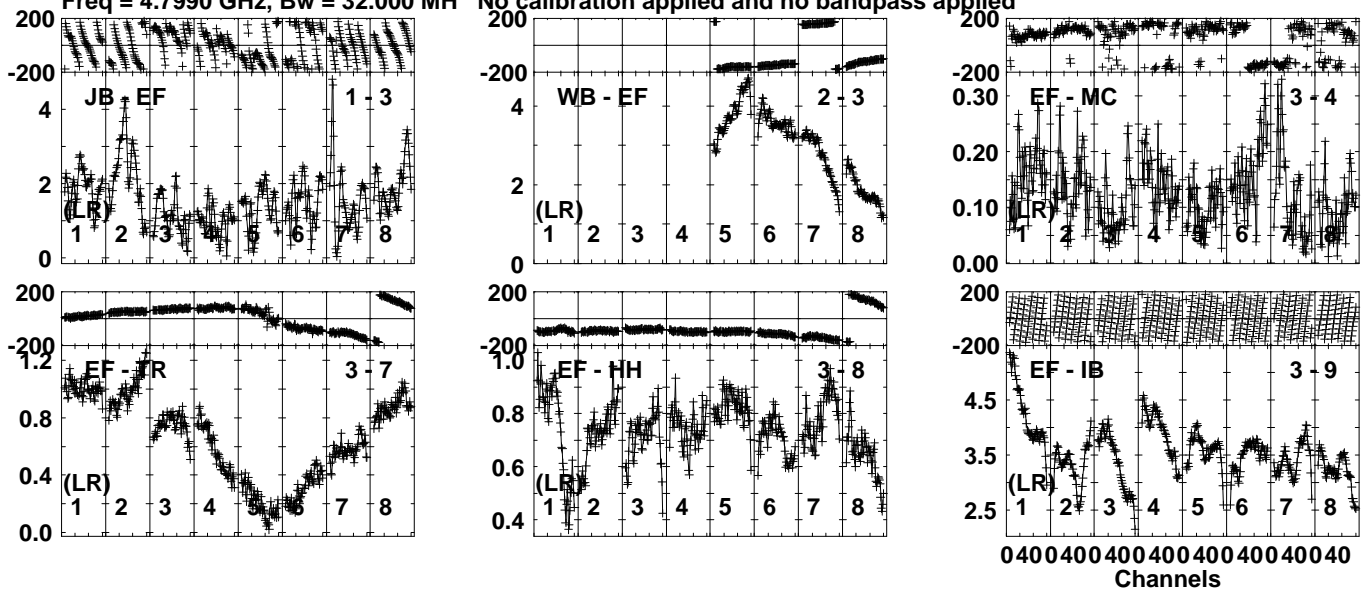 Freq = 4.7990 GHz, Bw = 32.000 MH No calibration applied and no bandpass applied
200
-200
JB - EF 1 - 3
4
2
0
(LR)
1 2 3 4 5 6 7 8
WB - EF 2 - 3
4
2
0
(LR)
1 2 3 4 5 6 7 8
200
-200
EF - MC 3 - 4
0.30
0.20
0.10
0.00
(LR)
1 2 3 4 5 6 7 8
200
-200
EF - TR 3 - 7
1.2
0.8
0.4
0.0
(LR)
1 2 3 4 5 6 7 8
200
-200
EF - HH 3 - 8
1.0
0.8
0.6
0.4
(LR)
1 2 3 4 5 6 7 8
200
-200
EF - IB 3 - 9
4.5
3.5
2.5
(LR)
1 2 3 4 5 6 7 8
0 40 0 40 0 40 0 40 0 40 0 40 0 40 0 40
Channels